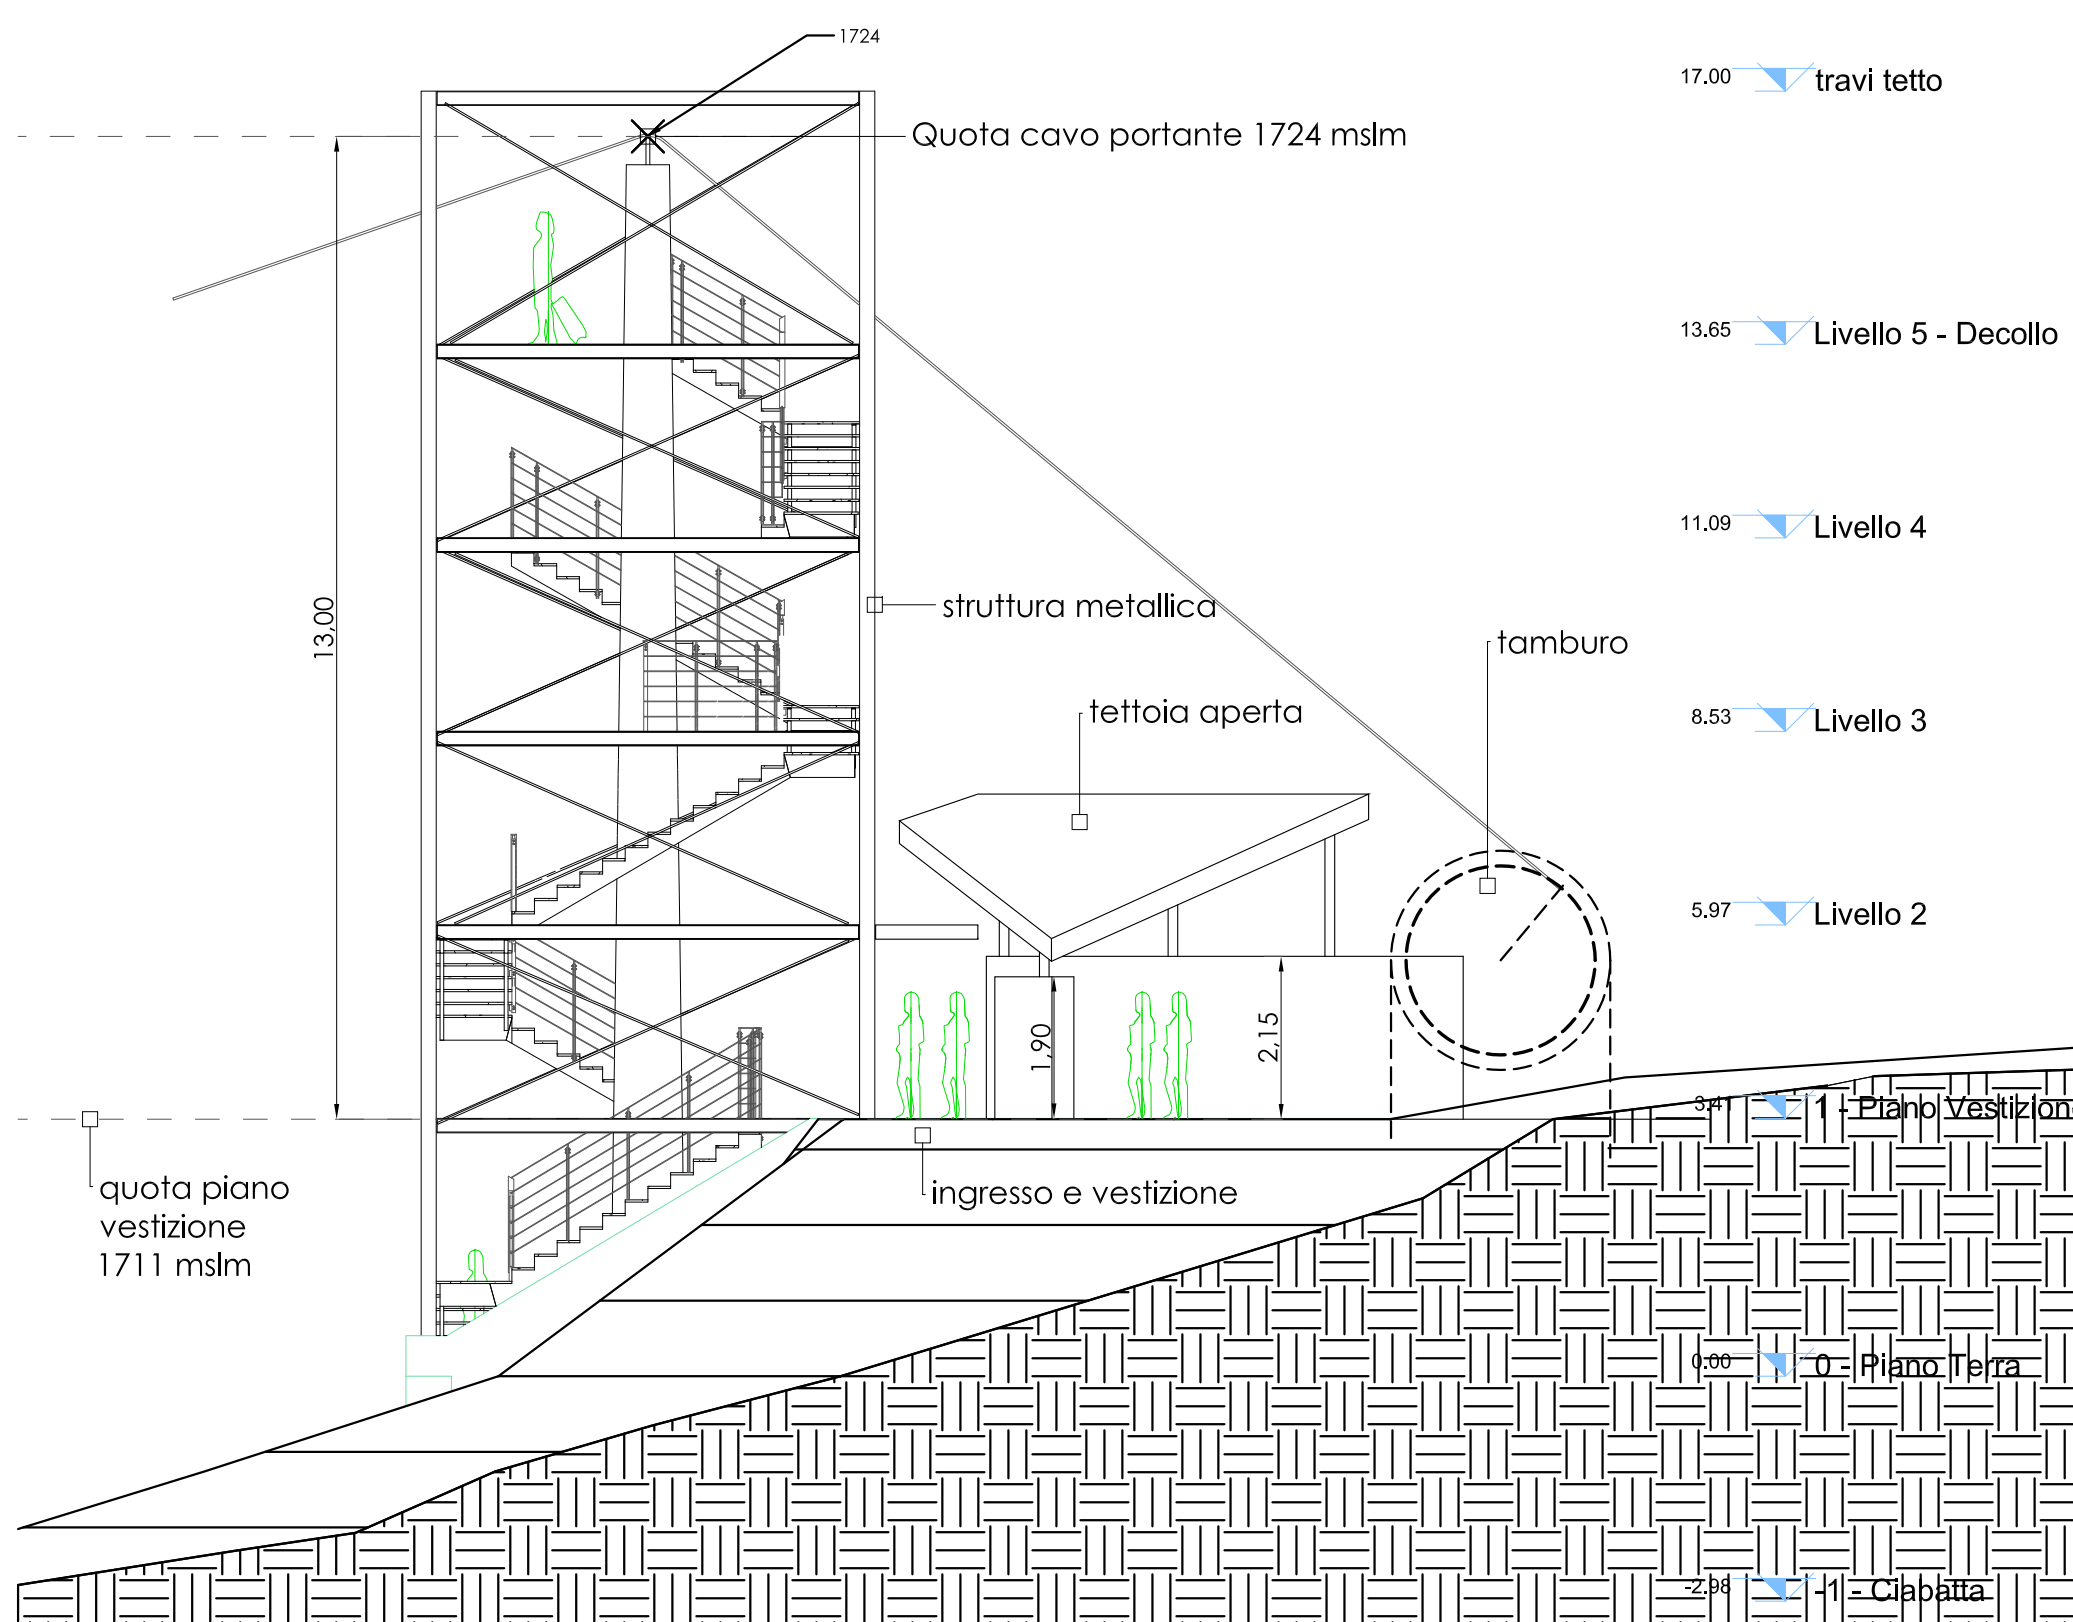 1724
17.00 travi tetto
Quota cavo portante 1724 mslm
13.65 Livello 5 - Decollo
11.09 Livello 4
13,00
struttura metallica
tamburo
8.53 Livello 3
tettoia aperta
5.97 Livello 2
1,90
2,15
3.41 1 - Piano Vestizion
quota piano
vestizione
1711 mslm
ingresso e vestizione
0.00 0 - Piano Terra
-2.98 -1 - Ciabatta